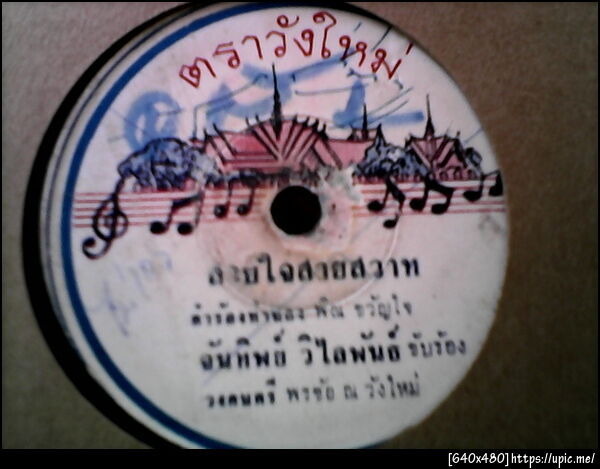 ตราวังใหม่
สายใจสายสวาท
คำร้องทำนอง พิณ ขวัญใจ
จันทิพย์ วิไลพันธ์ ขับร้อง
วงดนตรี พรชัย ณ วังใหม่
[640x480]https://upic.me/